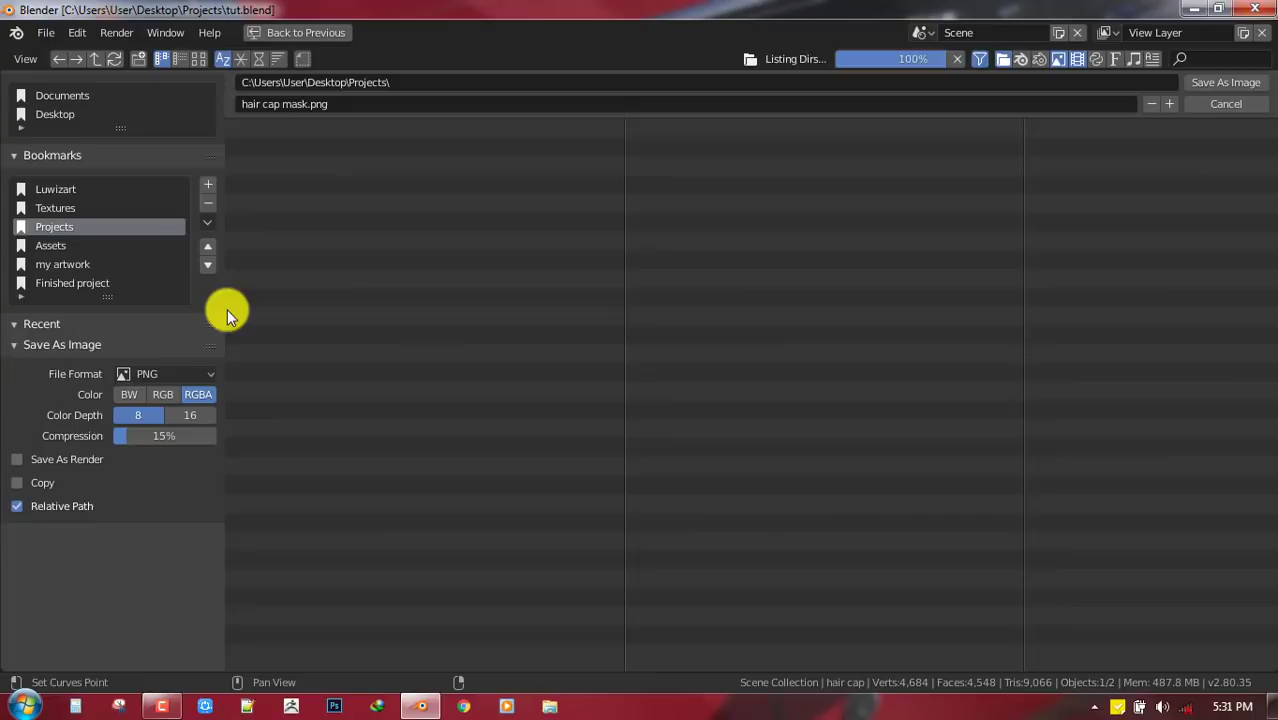 Blender [C:\Users\User\Desktop\Projects\tut.blend]
File Edit Render Window Help Back to Previous Scene View Layer
View Listing Dirs... 100%
C:\Users\User\Desktop\Projects\ Save As Image
hair cap mask.png Cancel
Documents
Desktop
Bookmarks
Luwizart
Textures
Projects
Assets
my artwork
Finished project
Recent
Save As Image
File Format PNG
Color BW RGB RGBA
Color Depth 8 16
Compression 15%
Save As Render
Copy
Relative Path
Set Curves Point Pan View Scene Collection | hair cap | Verts:4,684 | Faces:4,548 | Tris:9,066 | Objects:1/2 | Mem: 487.8 MB | v2.80.35
5:31 PM